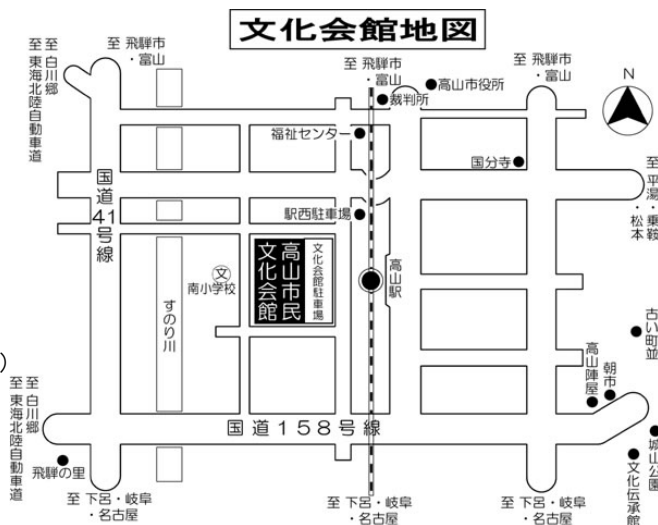 文化会館地図
至 飛騨市
・富山
至 飛騨市
・富山
至 飛騨市
・富山
至 白川郷
至 東海北陸自動車道
高山市役所
裁判所
N
福祉センター
国分寺
国道41号線
至 平湯・乗鞍
・松本
駅西駐車場
文化会館駐車場
高山市民
文化会館
高山駅
文
南小学校
すのり川
古い町並
朝市
高山陣屋
)
至 白川郷
至 東海北陸自動車道
国道158号線
城山公園
文化伝承館
飛騨の里
至 下呂・岐阜
・名古屋
至 下呂・岐阜
・名古屋
至 下呂・岐阜
・名古屋